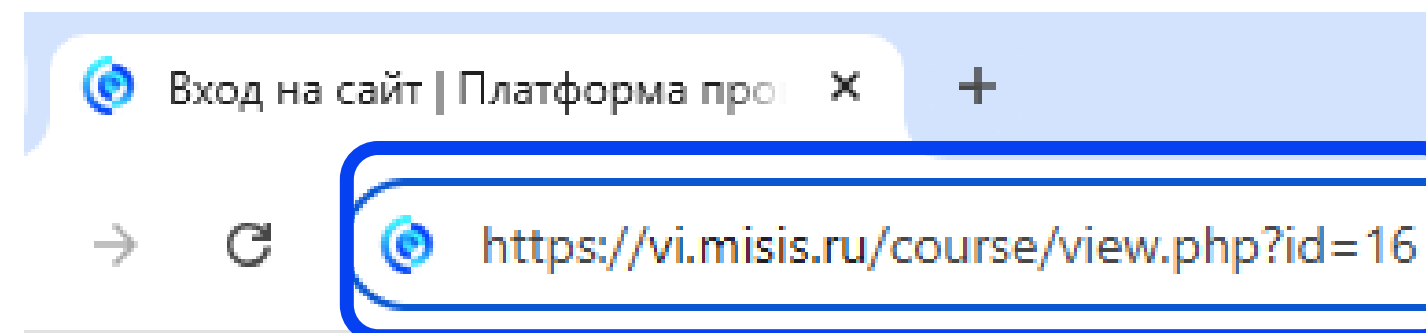 Вход на сайт | Платформа про
https://vi.misis.ru/course/view.php?id=16